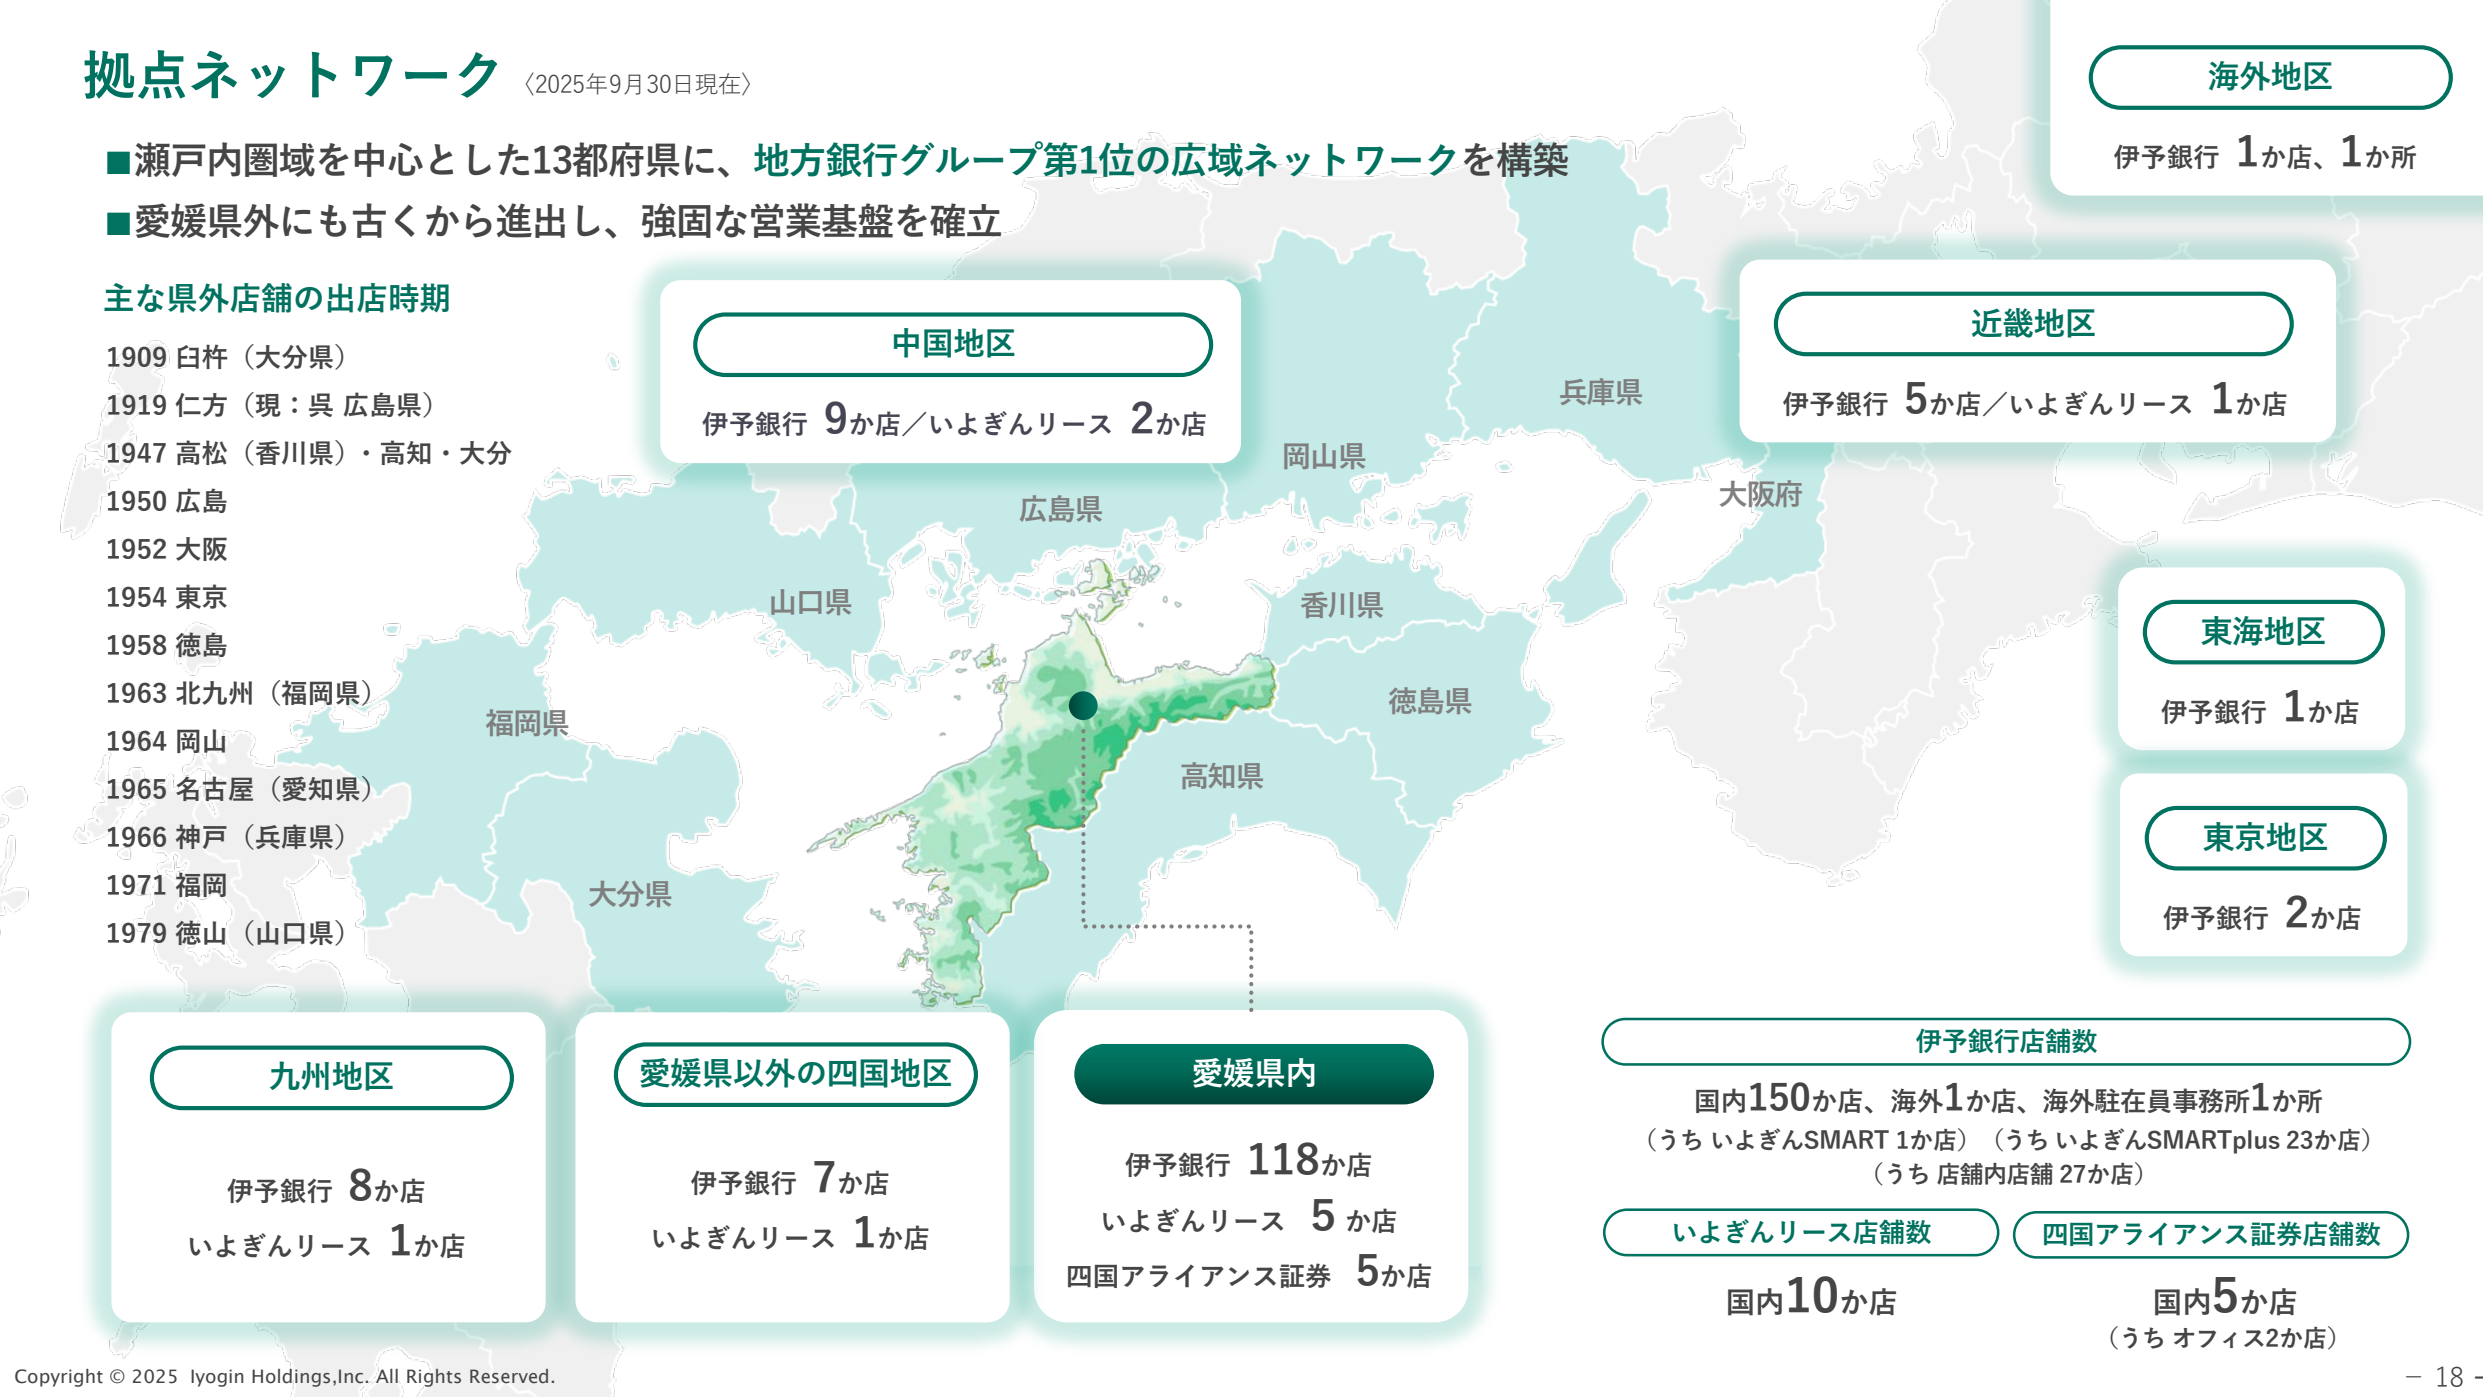 拠点ネットワーク 〈2025年9月30日現在〉
■瀬戸内圏域を中心とした13都府県に、地方銀行グループ第1位の広域ネットワークを構築
■愛媛県外にも古くから進出し、強固な営業基盤を確立
主な県外店舗の出店時期
1909 臼杵（大分県）
1919 仁方（現：呉 広島県）
1947 高松（香川県）・高知・大分
1950 広島
1952 大阪
1954 東京
1958 徳島
1963 北九州（福岡県）
1964 岡山
1965 名古屋（愛知県）
1966 神戸（兵庫県）
1971 福岡
1979 徳山（山口県）
海外地区
伊予銀行 1か店、1か所
中国地区
伊予銀行 9か店／いよぎんリース 2か店
近畿地区
伊予銀行 5か店／いよぎんリース 1か店
兵庫県
岡山県
大阪府
広島県
山口県
香川県
徳島県
福岡県
高知県
大分県
東海地区
伊予銀行 1か店
東京地区
伊予銀行 2か店
九州地区
伊予銀行 8か店
いよぎんリース 1か店
愛媛県以外の四国地区
伊予銀行 7か店
いよぎんリース 1か店
愛媛県内
伊予銀行 118か店
いよぎんリース 5 か店
四国アライアンス証券 5か店
伊予銀行店舗数
国内150か店、海外1か店、海外駐在員事務所1か所
（うち いよぎんSMART 1か店）（うち いよぎんSMARTplus 23か店）
（うち 店舗内店舗 27か店）
いよぎんリース店舗数
国内10か店
四国アライアンス証券店舗数
国内5か店
（うち オフィス2か店）
Copyright © 2025 Iyogin Holdings,Inc. All Rights Reserved.
– 18 -